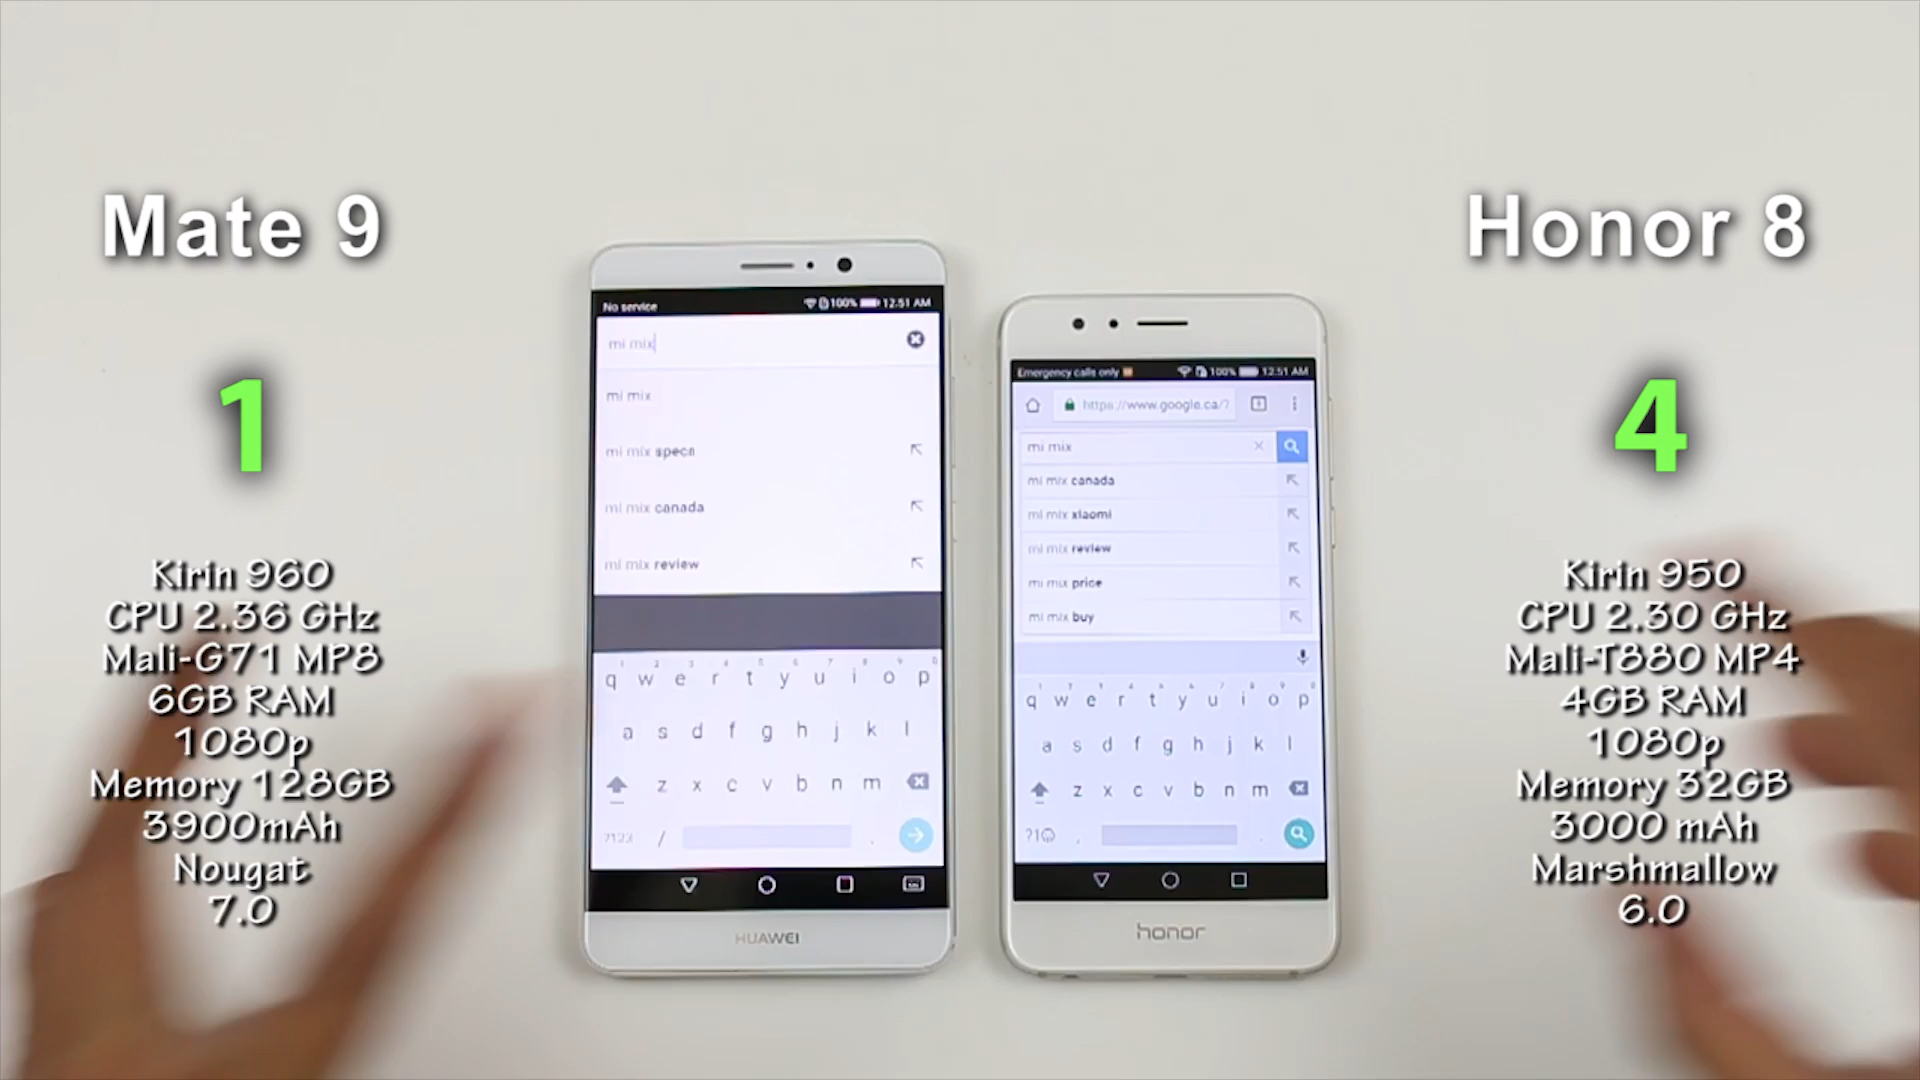 Mate 9
1
Kirin 960
CPU 2.36 GHz
Mali-G71 MP8
6GB RAM
1080p
Memory 128GB
3900mAh
Nougat
7.0
No service
100% 12:51 AM
mi mix
mi mix
mi mix specs
mi mix canada
mi mix review
q w e r t y u i o p
a s d f g h j k l
z x c v b n m
?123 / .
HUAWEI
Emergency calls only
100% 12:51 AM
https://www.google.ca/?
mi mix
mi mix canada
mi mix xiaomi
mi mix review
mi mix price
mi mix buy
q w e r t y u i o p
a s d f g h j k l
z x c v b n m
?1☺ , .
honor
Honor 8
4
Kirin 950
CPU 2.30 GHz
Mali-T880 MP4
4GB RAM
1080p
Memory 32GB
3000 mAh
Marshmallow
6.0